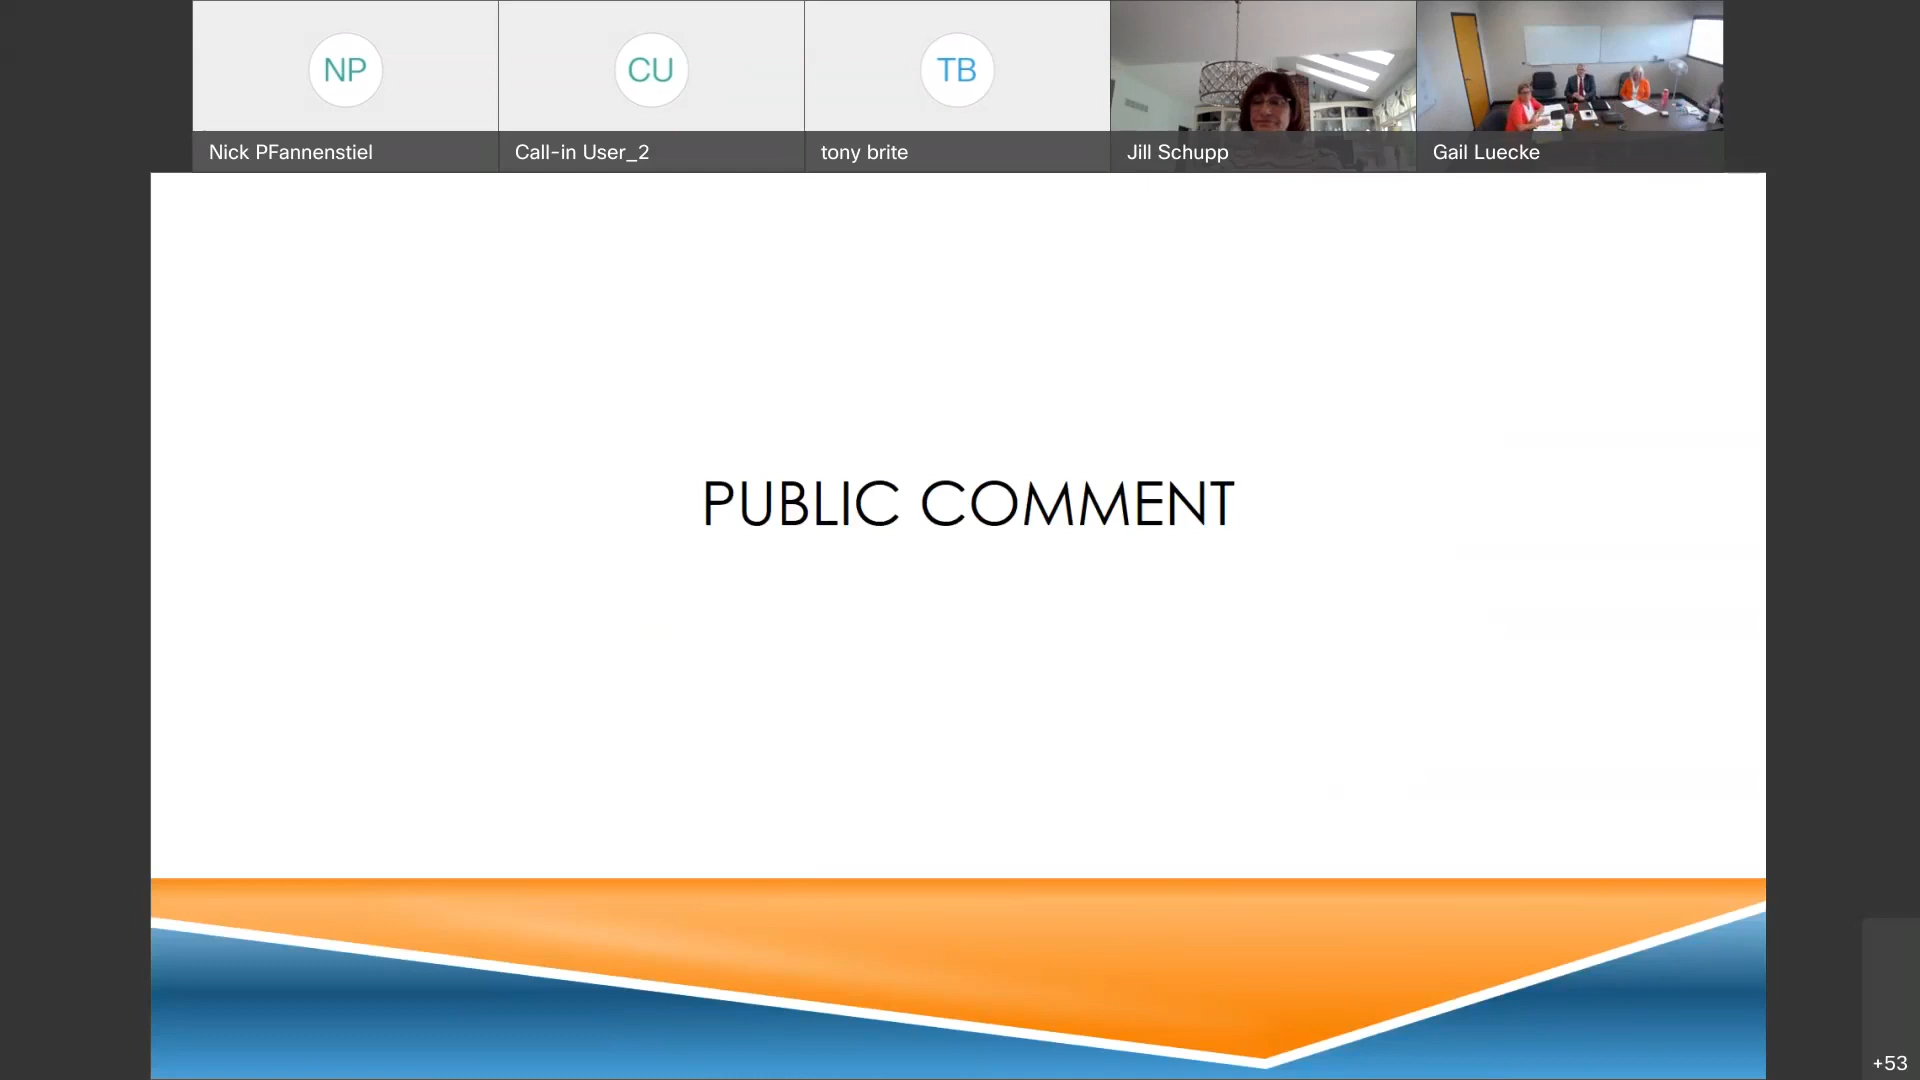 NP
CU
TB
Nick PFannenstiel
Call-in User_2
tony brite
Jill Schupp
Gail Luecke
PUBLIC COMMENT
+53